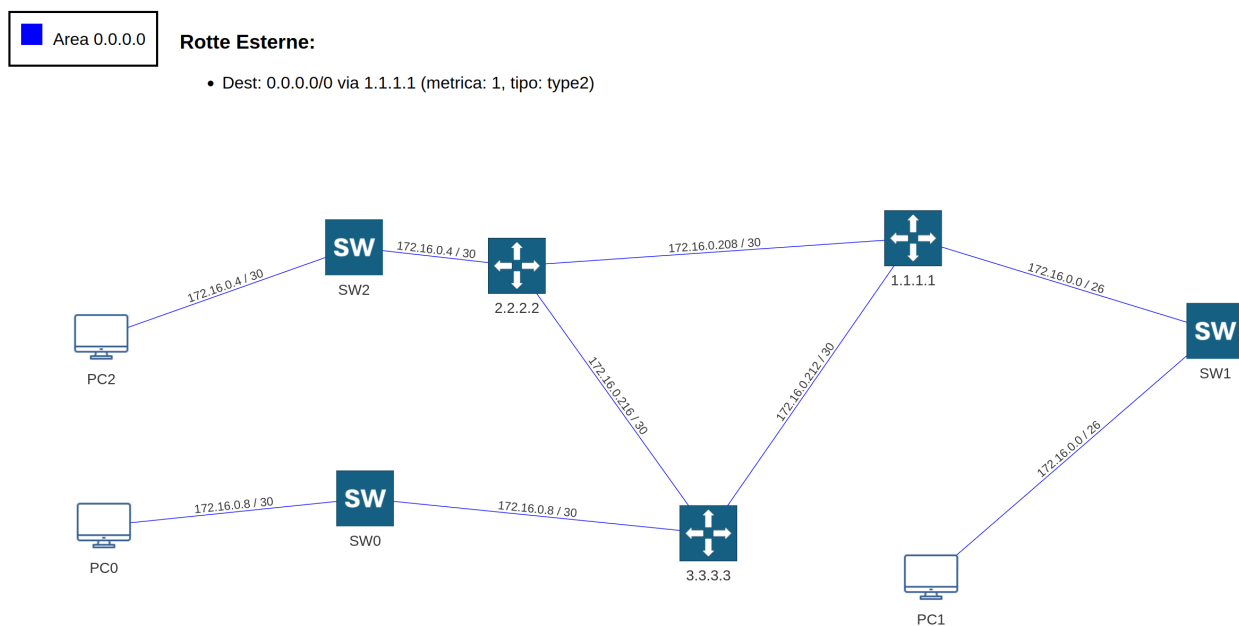 Area 0.0.0.0
Rotte Esterne:
• Dest: 0.0.0.0/0 via 1.1.1.1 (metrica: 1, tipo: type2)
SW
SW2
172.16.0.4 / 30
172.16.0.4 / 30
2.2.2.2
172.16.0.208 / 30
1.1.1.1
172.16.0.0 / 26
SW
SW1
PC2
172.16.0.216 / 30
172.16.0.212 / 30
172.16.0.0 / 26
172.16.0.8 / 30
SW
SW0
172.16.0.8 / 30
PC0
3.3.3.3
PC1